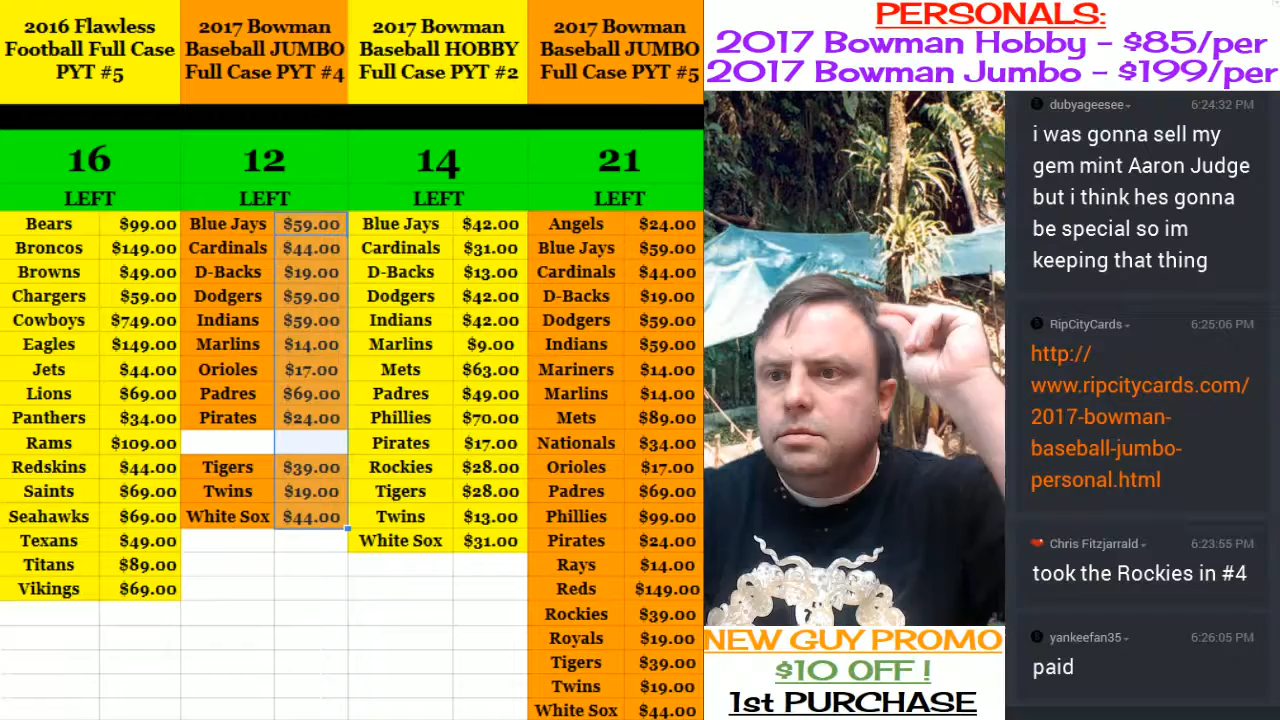 2016 Flawless
Football Full Case
PYT #5
2017 Bowman
Baseball JUMBO
Full Case PYT #4
2017 Bowman
Baseball HOBBY
Full Case PYT #2
2017 Bowman
Baseball JUMBO
Full Case PYT #5
16 12 14 21
LEFT LEFT LEFT LEFT
Bears $99.00 Blue Jays $59.00 Blue Jays $42.00 Angels $24.00
Broncos $149.00 Cardinals $44.00 Cardinals $31.00 Blue Jays $59.00
Browns $49.00 D-Backs $19.00 D-Backs $13.00 Cardinals $44.00
Chargers $59.00 Dodgers $59.00 Dodgers $42.00 D-Backs $19.00
Cowboys $749.00 Indians $59.00 Indians $42.00 Dodgers $59.00
Eagles $149.00 Marlins $14.00 Marlins $9.00 Indians $59.00
Jets $44.00 Orioles $17.00 Mets $63.00 Mariners $14.00
Lions $69.00 Padres $69.00 Padres $49.00 Marlins $14.00
Panthers $34.00 Pirates $24.00 Phillies $70.00 Mets $89.00
Rams $109.00 Pirates $17.00 Nationals $34.00
Redskins $44.00 Tigers $39.00 Rockies $28.00 Orioles $17.00
Saints $69.00 Twins $19.00 Tigers $28.00 Padres $69.00
Seahawks $69.00 White Sox $44.00 Twins $13.00 Phillies $99.00
Texans $49.00 White Sox $31.00 Pirates $24.00
Titans $89.00 Rays $14.00
Vikings $69.00 Reds $149.00
Rockies $39.00
Royals $19.00
Tigers $39.00
Twins $19.00
White Sox $44.00
PERSONALS:
2017 Bowman Hobby - $85/per
2017 Bowman Jumbo - $199/per
NEW GUY PROMO
$10 OFF !
1st PURCHASE
dubyageesee 6:24:32 PM
i was gonna sell my
gem mint Aaron Judge
but i think hes gonna
be special so im
keeping that thing
RipCityCards 6:25:06 PM
http://
www.ripcitycards.com/
2017-bowman-
baseball-jumbo-
personal.html
Chris Fitzjarrald 6:23:55 PM
took the Rockies in #4
yankeefan35 6:26:05 PM
paid